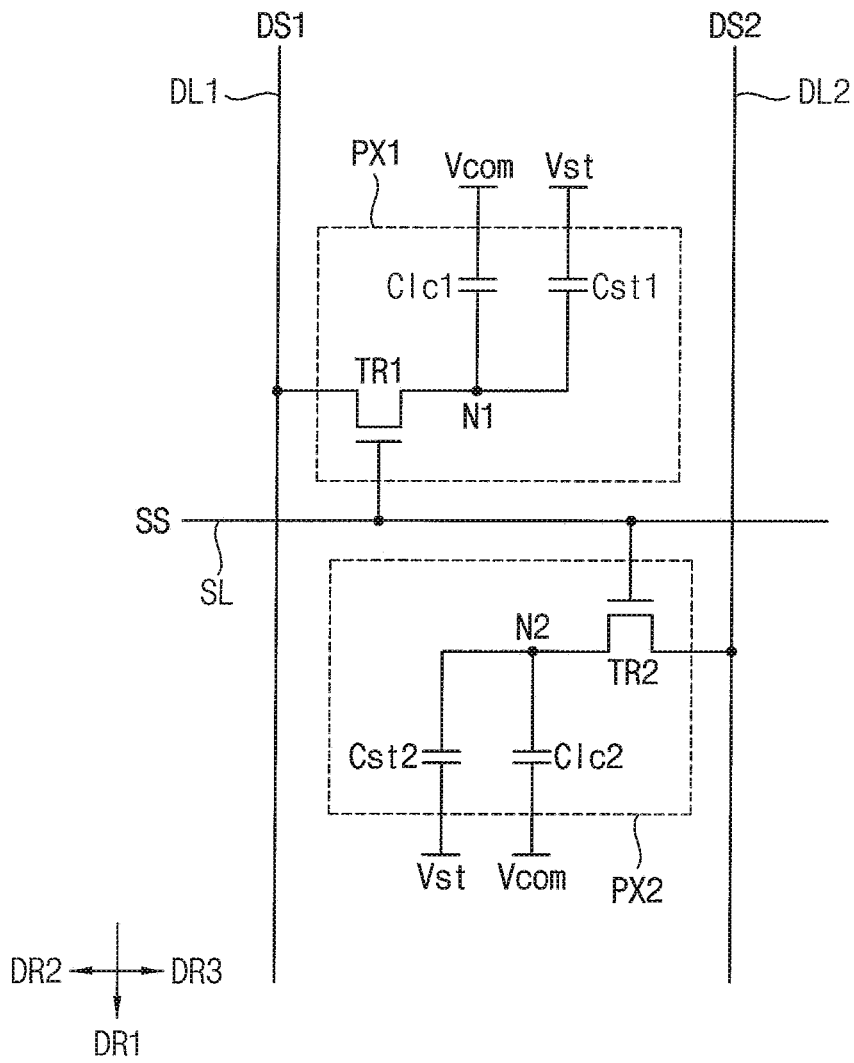 DS1 DS2
DL1 DL2
PX1
Vcom Vst
Clc1 Cst1
TR1
N1
SS
SL
N2
TR2
Cst2 Clc2
Vst Vcom
PX2
DR2 DR3
DR1